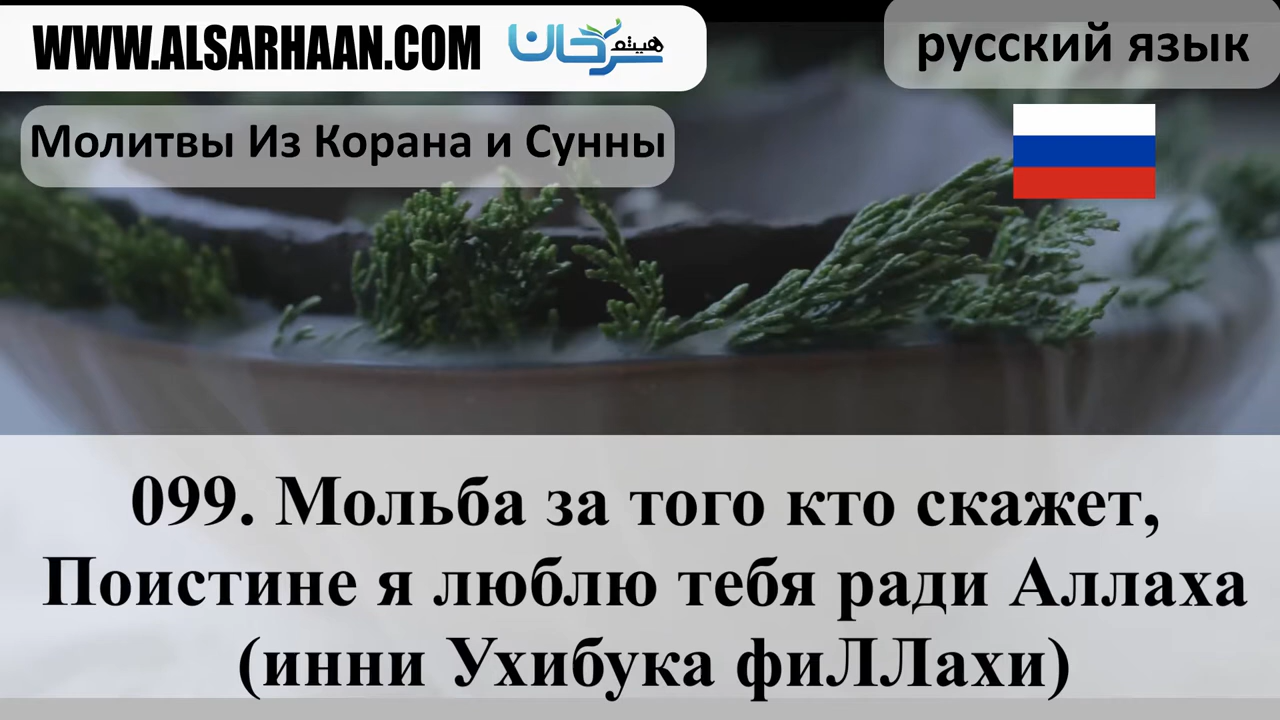 WWW.ALSARHAAN.COM هيثم سرحان
русский язык
Молитвы Из Корана и Сунны
099. Мольба за того кто скажет,
Поистине я люблю тебя ради Аллаха
(инни Ухибука фиЛЛахи)